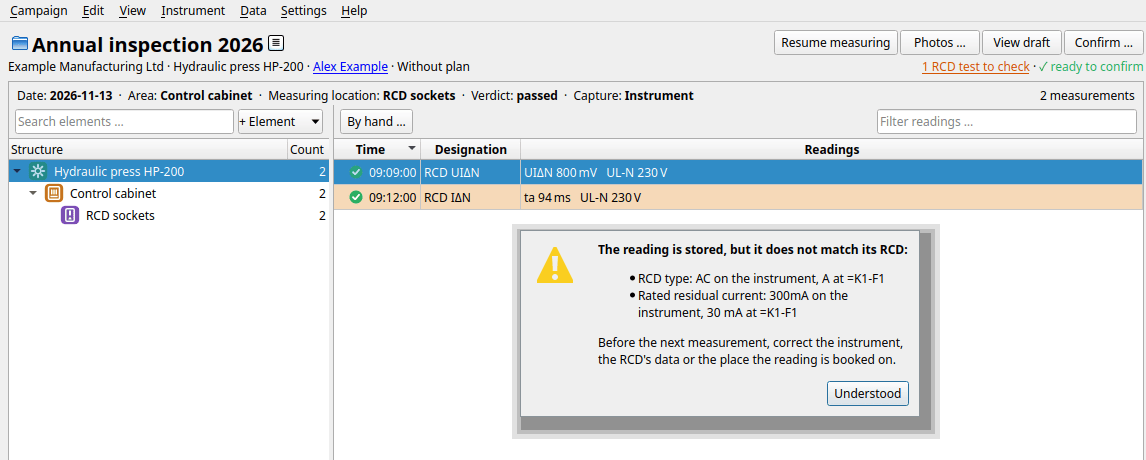 Campaign Edit View Instrument Data Settings Help
Annual inspection 2026
Resume measuring Photos ... View draft Confirm ...
Example Manufacturing Ltd · Hydraulic press HP-200 · Alex Example · Without plan
1 RCD test to check · ✓ ready to confirm
Date: 2026-11-13 · Area: Control cabinet · Measuring location: RCD sockets · Verdict: passed · Capture: Instrument
2 measurements
Search elements ... + Element
By hand ... Filter readings ...
Structure Count
Hydraulic press HP-200 2
Control cabinet 2
RCD sockets 2
Time Designation Readings
09:09:00 RCD UIΔN UIΔN 800 mV UL-N 230 V
09:12:00 RCD IΔN ta 94 ms UL-N 230 V
The reading is stored, but it does not match its RCD:
• RCD type: AC on the instrument, A at =K1-F1
• Rated residual current: 300mA on the
instrument, 30 mA at =K1-F1
Before the next measurement, correct the instrument,
the RCD's data or the place the reading is booked on.
Understood